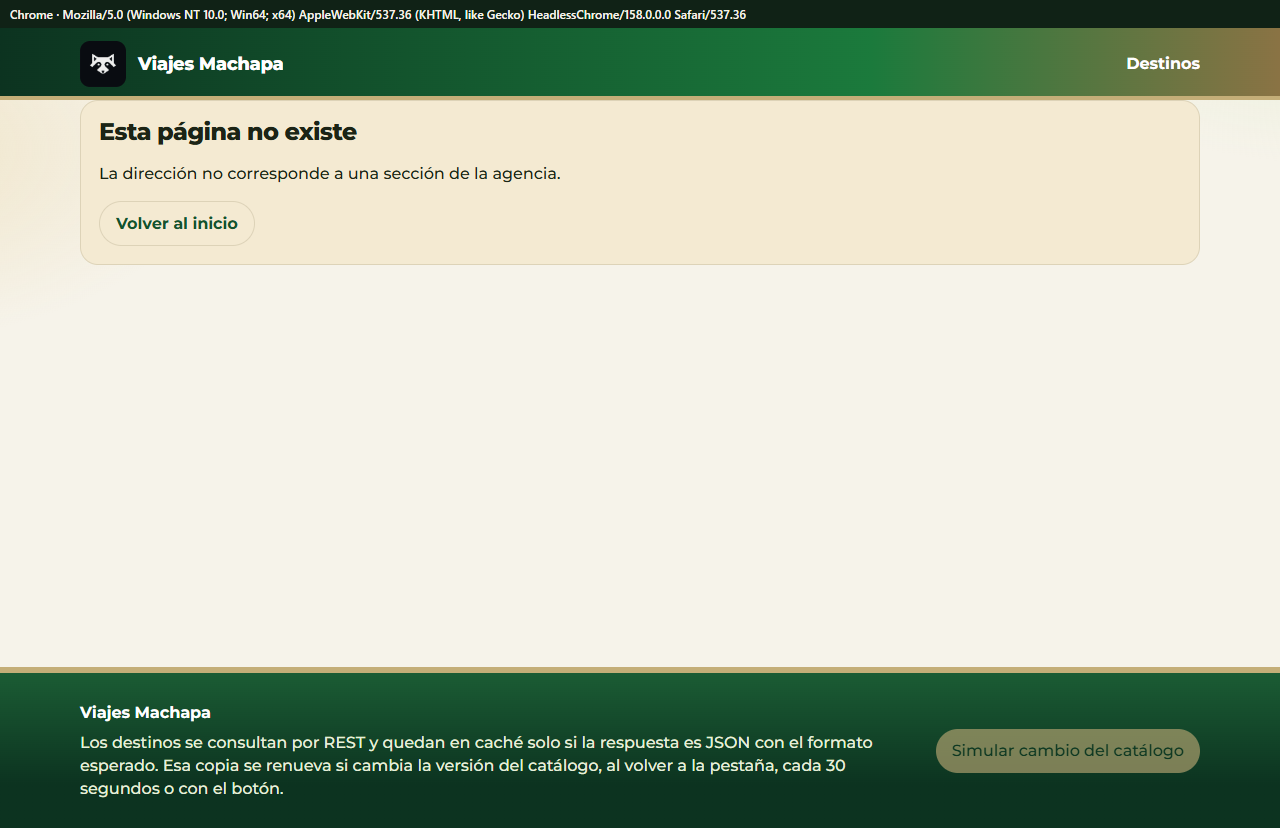 Chrome · Mozilla/5.0 (Windows NT 10.0; Win64; x64) AppleWebKit/537.36 (KHTML, like Gecko) HeadlessChrome/158.0.0.0 Safari/537.36
Viajes Machapa
Destinos
Esta página no existe
La dirección no corresponde a una sección de la agencia.
Volver al inicio
Viajes Machapa
Los destinos se consultan por REST y quedan en caché solo si la respuesta es JSON con el formato
esperado. Esa copia se renueva si cambia la versión del catálogo, al volver a la pestaña, cada 30
segundos o con el botón.
Simular cambio del catálogo